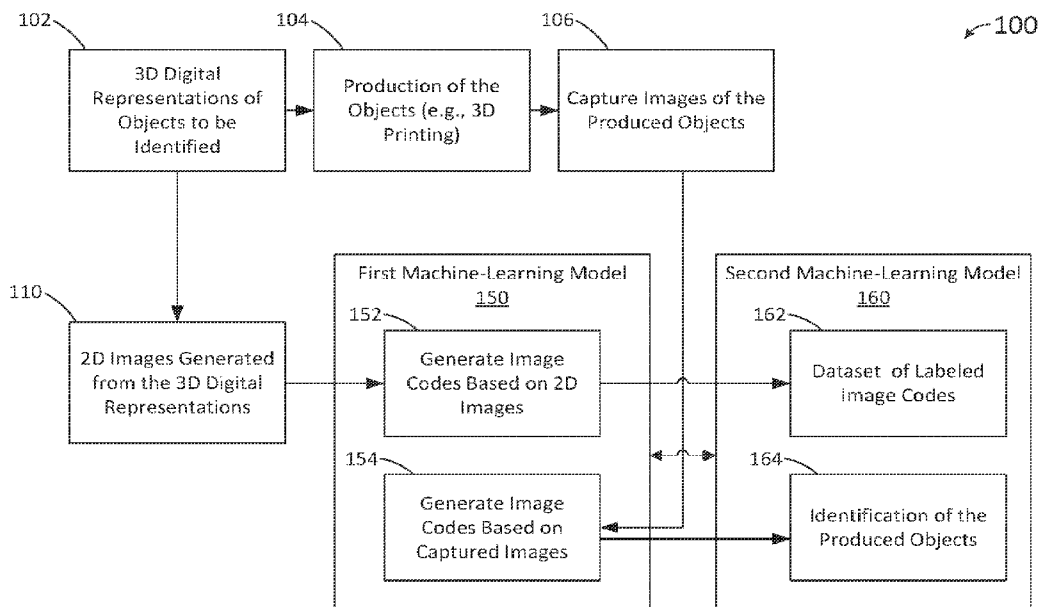 102
104
106
100
3D Digital
Representations of
Objects to be
Identified
Production of the
Objects (e.g., 3D
Printing)
Capture Images of the
Produced Objects
110
2D Images Generated
from the 3D Digital
Representations
First Machine-Learning Model
150
152
Generate Image
Codes Based on 2D
Images
154
Generate Image
Codes Based on
Captured Images
Second Machine-Learning Model
160
162
Dataset of Labeled
Image Codes
164
Identification of the
Produced Objects